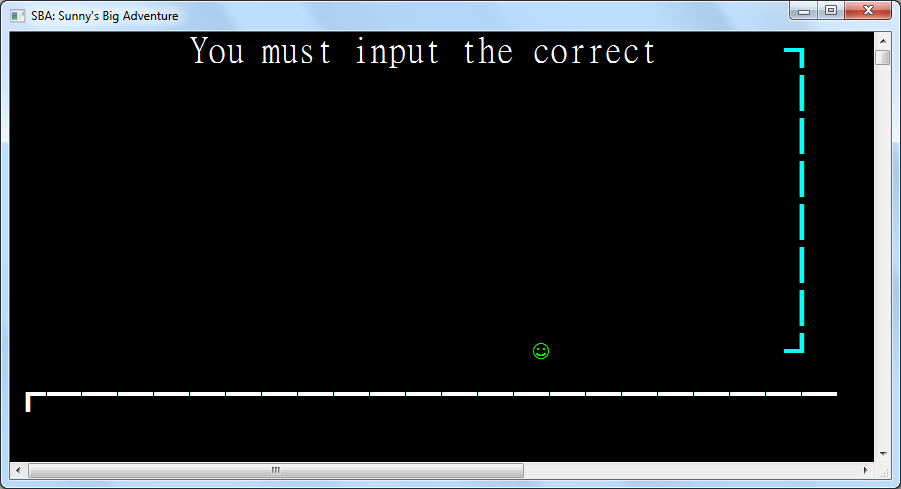 SBA: Sunny's Big Adventure
You must input the correct